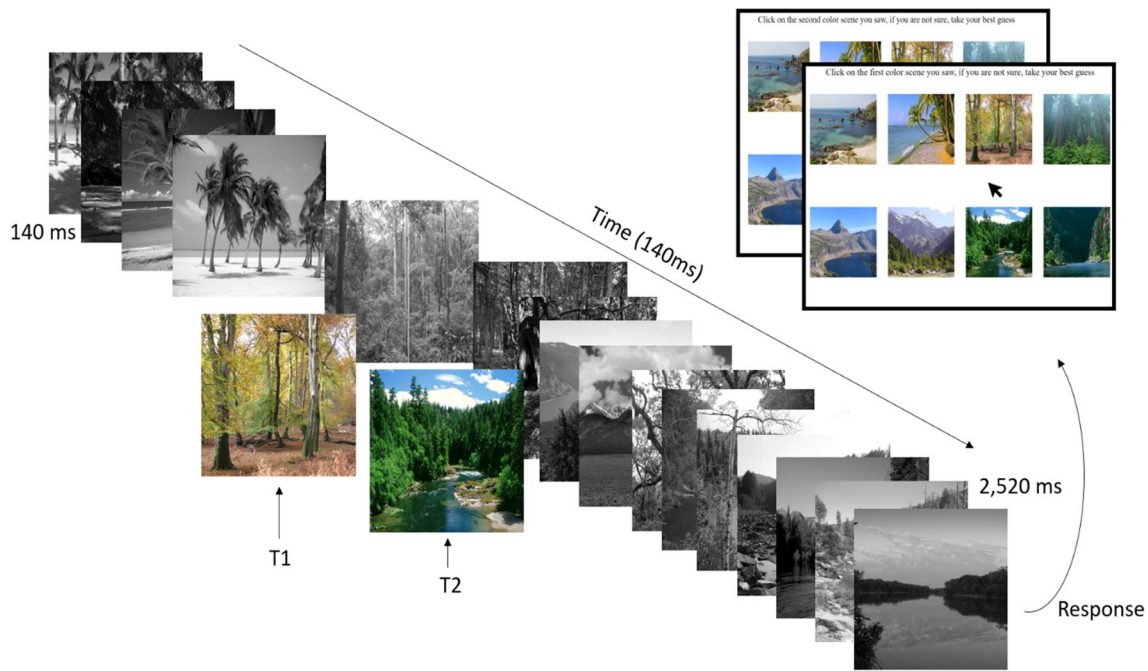 Click on the second color scene you saw, if you are not sure, take your best guess
Click on the first color scene you saw, if you are not sure, take your best guess
140 ms
Time (140ms)
2,520 ms
T1
T2
Response